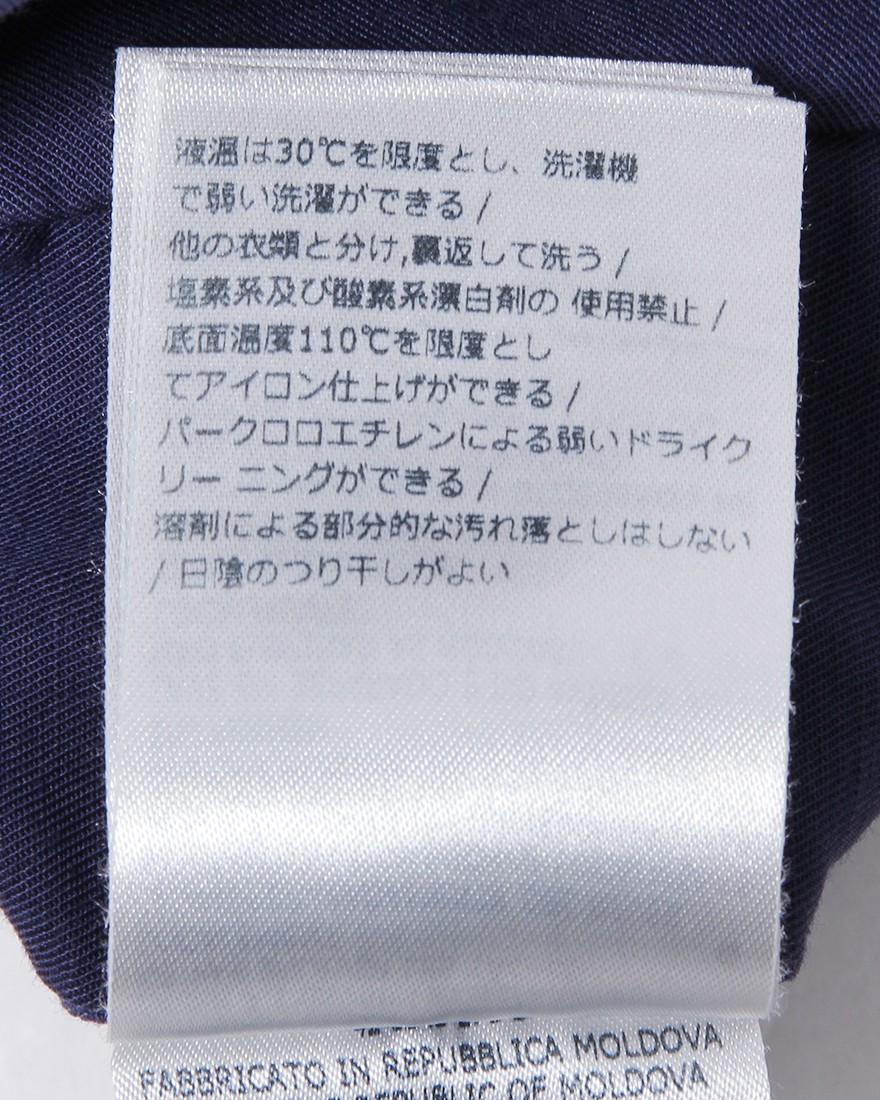 液温は30℃を限度とし、洗濯機
で弱い洗濯ができる /
他の衣類と分け,裏返して洗う /
塩素系及び酸素系漂白剤の 使用禁止 /
底面温度110℃を限度とし
てアイロン仕上げができる /
パークロロエチレンによる弱いドライク
リー ニングができる /
溶剤による部分的な汚れ落としはしない
/ 日陰のつり干しがよい
FABBRICATO IN REPUBBLICA MOLDOVA
REPUBLIC OF MOLDOVA